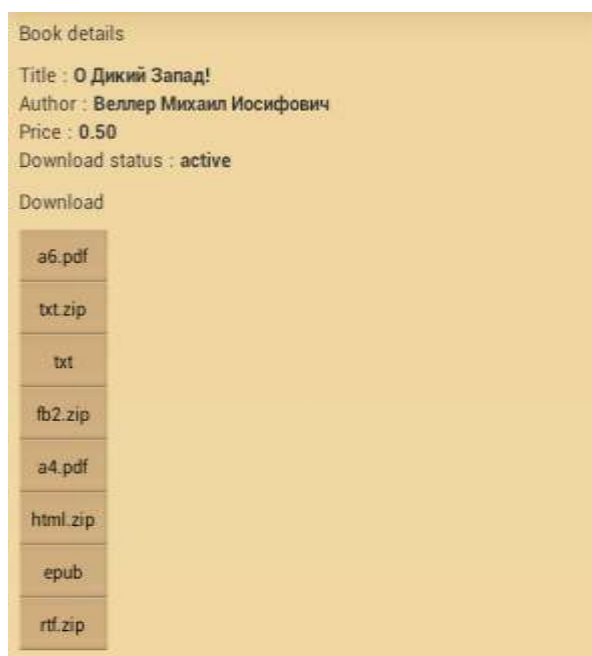 Book details
Title : О Дикий Запад!
Author : Веллер Михаил Иосифович
Price : 0.50
Download status : active
Download
a6.pdf
txt.zip
txt
fb2.zip
a4.pdf
html.zip
epub
rtf.zip